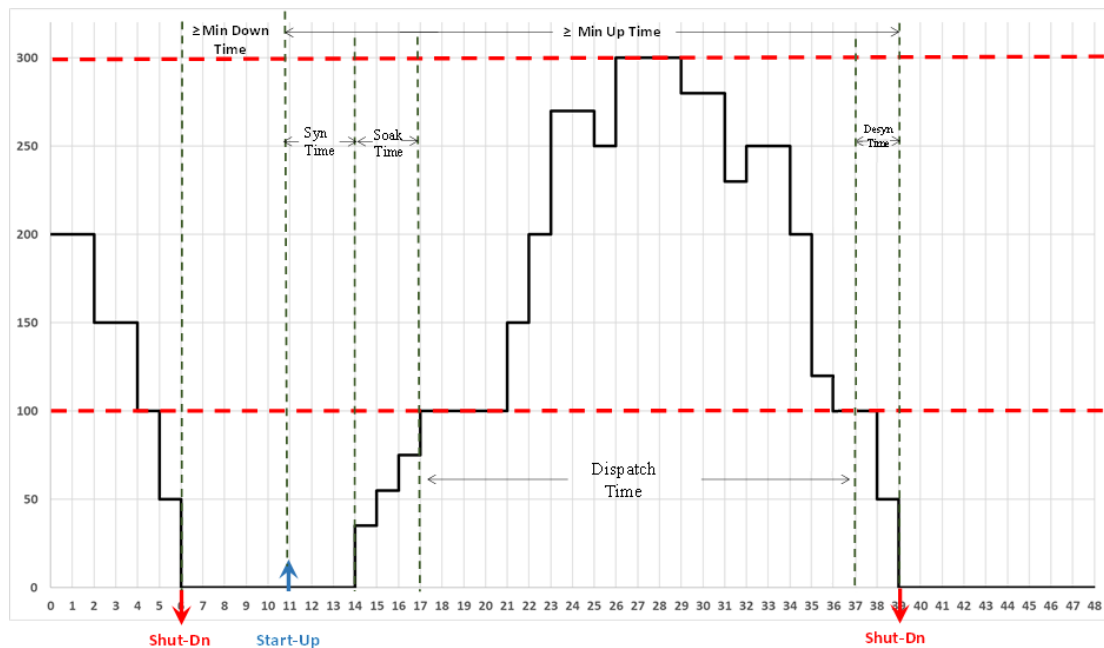 ≥Min Down
Time
≥ Min Up Time
300
250
200
150
100
50
0
Syn
Time
Soak
Time
Desyn
Time
Dispatch
Time
0 1 2 3 4 5 6 7 8 9 10 11 12 13 14 15 16 17 18 19 20 21 22 23 24 25 26 27 28 29 30 31 32 33 34 35 36 37 38 39 40 41 42 43 44 45 46 47 48
Shut-Dn
Start-Up
Shut-Dn